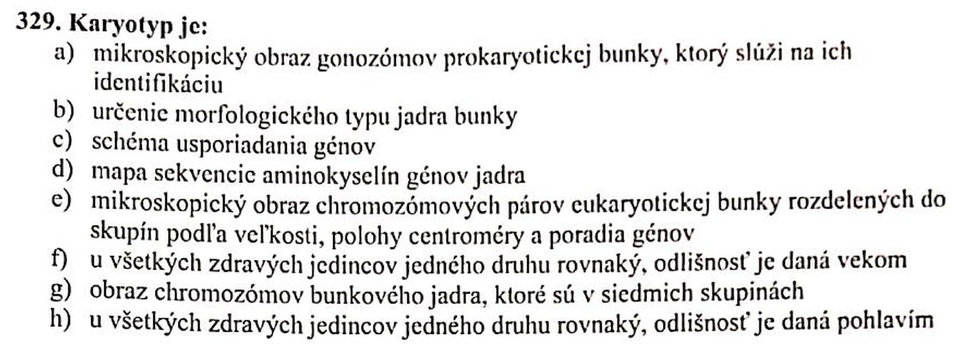 329. Karyotyp je:
a) mikroskopický obraz gonozómov prokaryotickej bunky, ktorý slúži na ich
identifikáciu
b) určenie morfologického typu jadra bunky
c) schéma usporiadania génov
d) mapa sekvencie aminokyselín génov jadra
e) mikroskopický obraz chromozómových párov eukaryotickej bunky rozdelených do
skupín podľa veľkosti, polohy centroméry a poradia génov
f) u všetkých zdravých jedincov jedného druhu rovnaký, odlišnosť je daná vekom
g) obraz chromozómov bunkového jadra, ktoré sú v siedmich skupinách
h) u všetkých zdravých jedincov jedného druhu rovnaký, odlišnosť je daná pohlavím